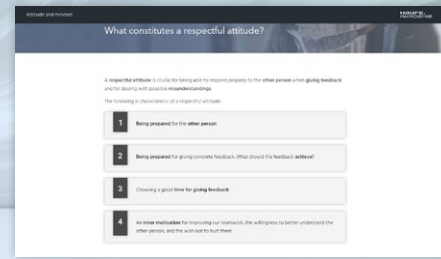 Attitude and mindset
HAUFE.
AKADEMIE
What constitutes a respectful attitude?
A respectful attitude is crucial for being able to respond properly to the other person when giving feedback
and for dealing with possible misunderstandings.
The following is characteristic of a respectful attitude:
1
Being prepared for the other person
2
Being prepared for giving concrete feedback. What should the feedback achieve?
3
Choosing a good time for giving feedback
4
An inner motivation for improving our teamwork, the willingness to better understand the
other person, and the wish not to hurt them.